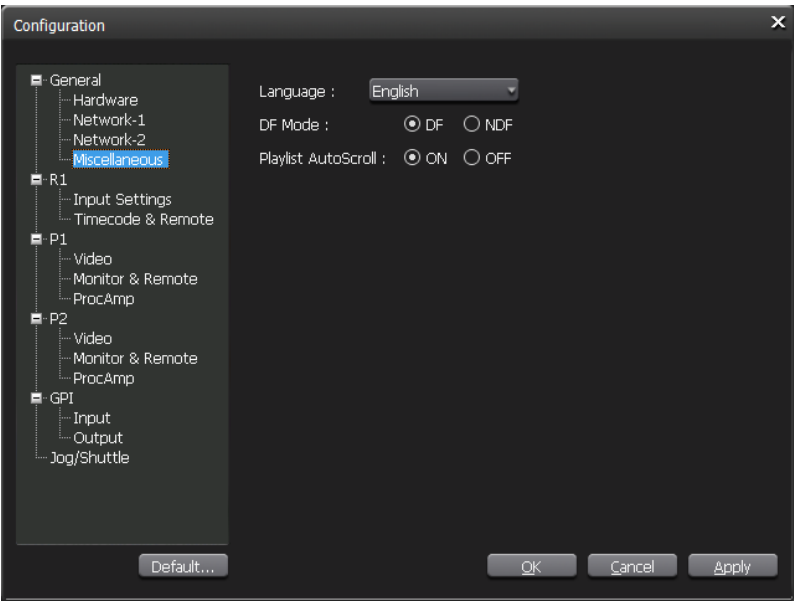 Configuration
General
Hardware
Network-1
Network-2
Miscellaneous
R1
Input Settings
Timecode & Remote
P1
Video
Monitor & Remote
ProcAmp
P2
Video
Monitor & Remote
ProcAmp
GPI
Input
Output
Jog/Shuttle
Language : English
DF Mode : DF NDF
Playlist AutoScroll : ON OFF
Default... OK Cancel Apply